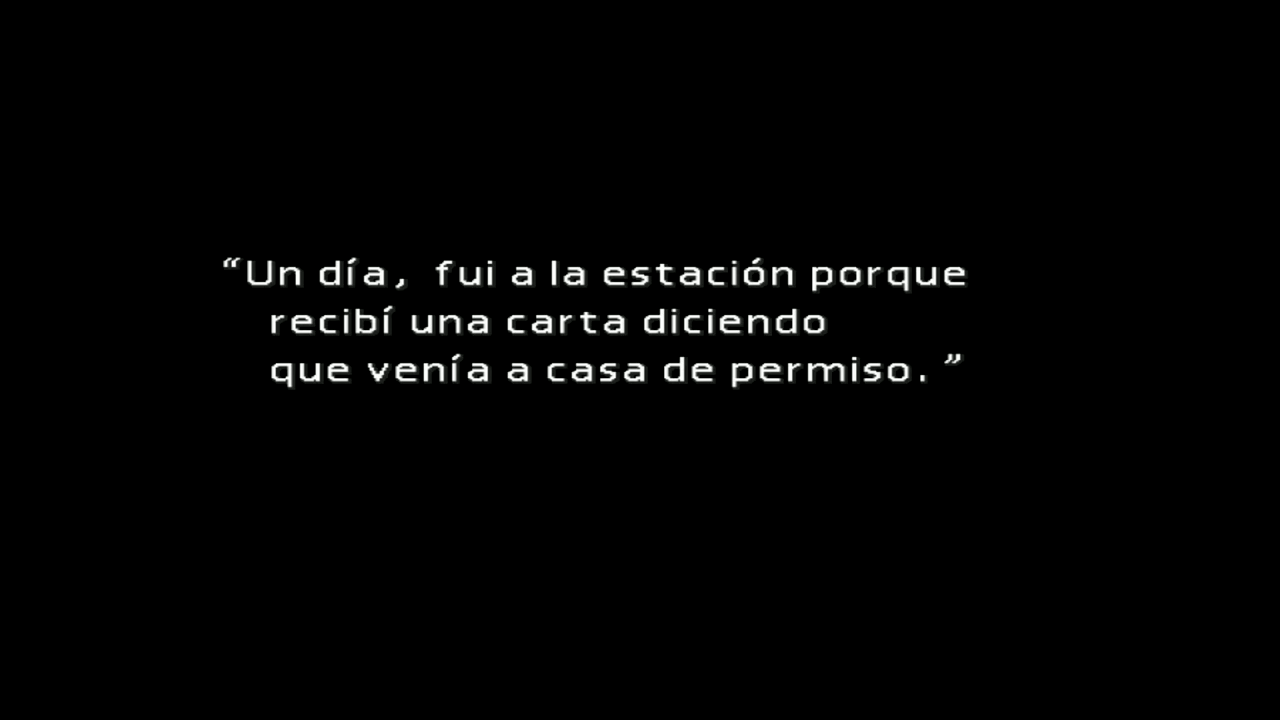 “Un día, fui a la estación porque
recibí una carta diciendo
que venía a casa de permiso.”